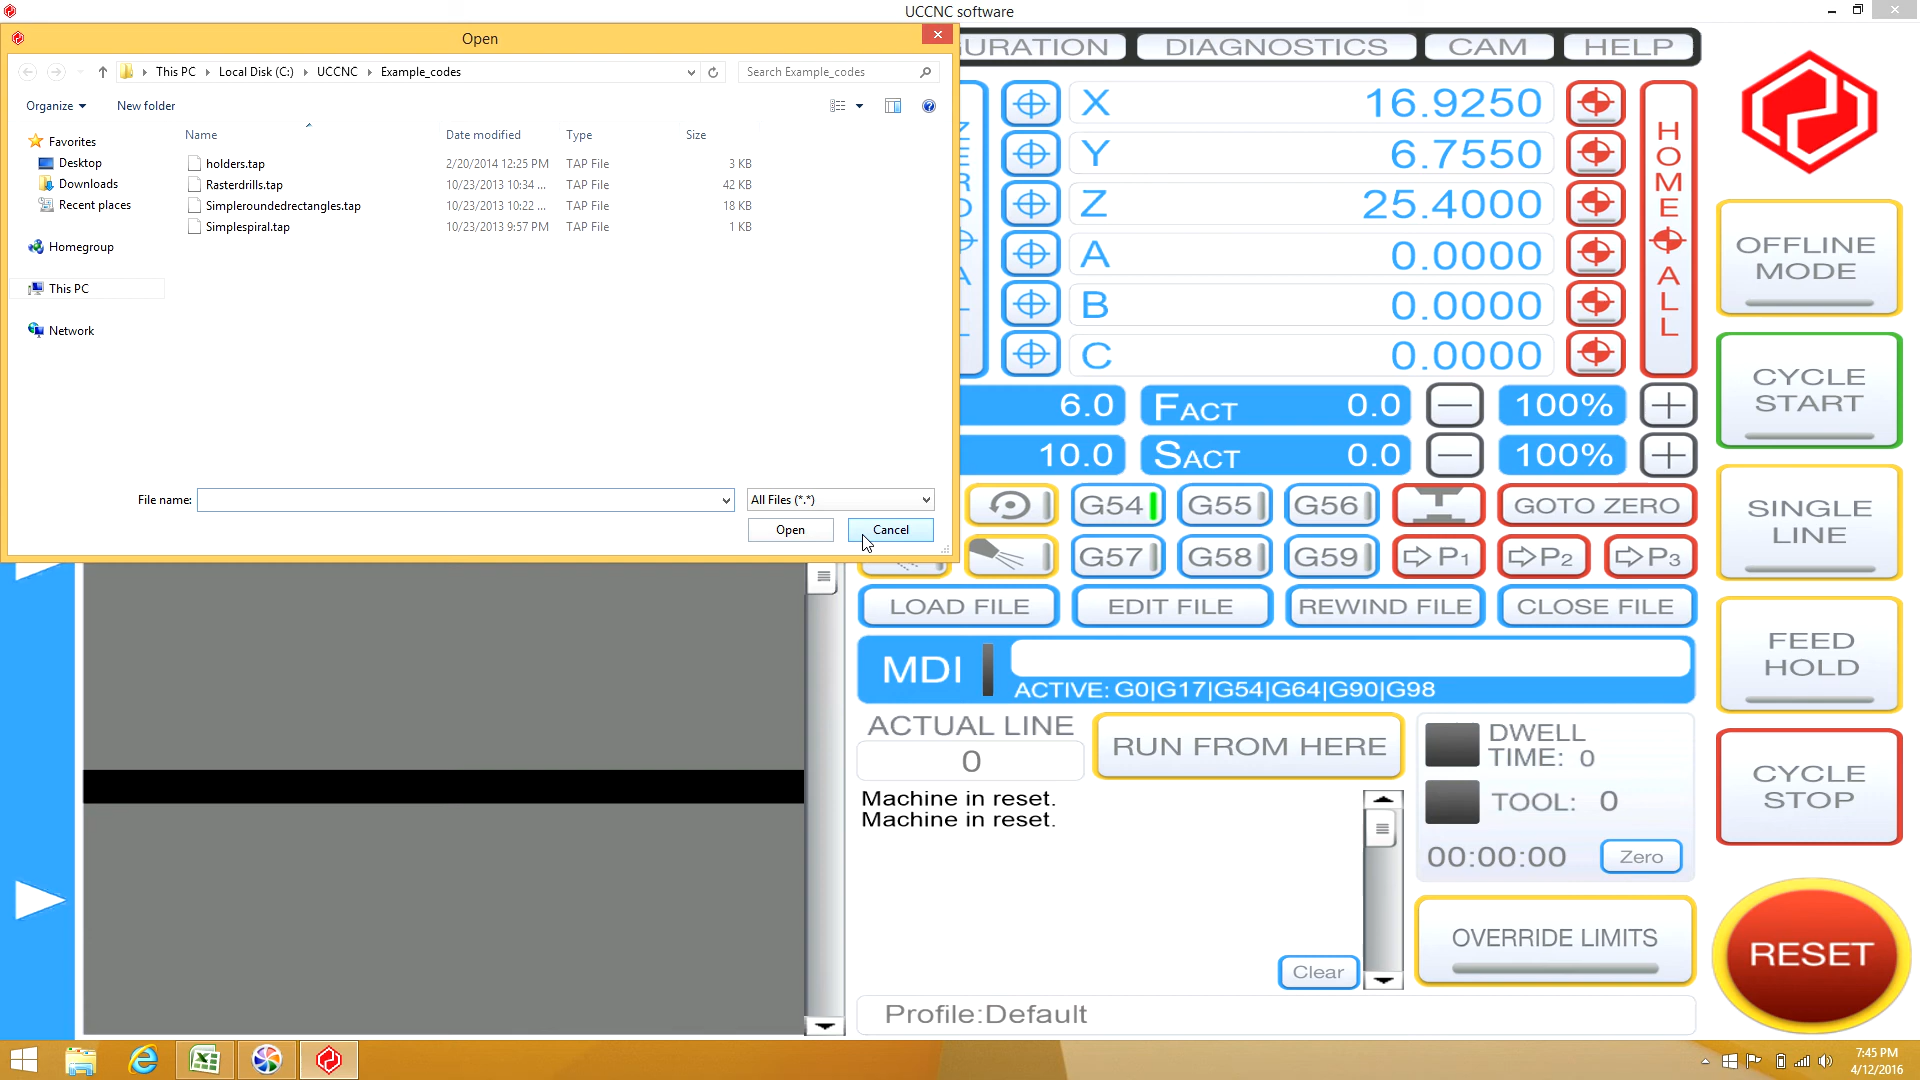 UCCNC software
Open
This PC
Local Disk (C:)
UCCNC
Example_codes
Search Example_codes
Organize
New folder
Name
Date modified
Type
Size
Favorites
Desktop
Downloads
Recent places
Homegroup
This PC
Network
holders.tap
2/20/2014 12:25 PM
TAP File
3 KB
Rasterdrills.tap
10/23/2013 10:34 ...
TAP File
42 KB
Simpleroundedrectangles.tap
10/23/2013 10:22 ...
TAP File
18 KB
Simplespiral.tap
10/23/2013 9:57 PM
TAP File
1 KB
File name:
All Files (*.*)
Open
Cancel
URATION
DIAGNOSTICS
CAM
HELP
X
16.9250
Y
6.7550
Z
25.4000
A
0.0000
B
0.0000
C
0.0000
HOME ALL
6.0
FACT
0.0
100%
10.0
SACT
0.0
100%
G54
G55
G56
GOTO ZERO
G57
G58
G59
P1
P2
P3
LOAD FILE
EDIT FILE
REWIND FILE
CLOSE FILE
MDI
ACTIVE: G0|G17|G54|G64|G90|G98
ACTUAL LINE
0
RUN FROM HERE
DWELL
TIME: 0
TOOL: 0
00:00:00
Zero
Machine in reset.
Machine in reset.
Clear
OVERRIDE LIMITS
Profile:Default
OFFLINE
MODE
CYCLE
START
SINGLE
LINE
FEED
HOLD
CYCLE
STOP
RESET
7:45 PM
4/12/2016